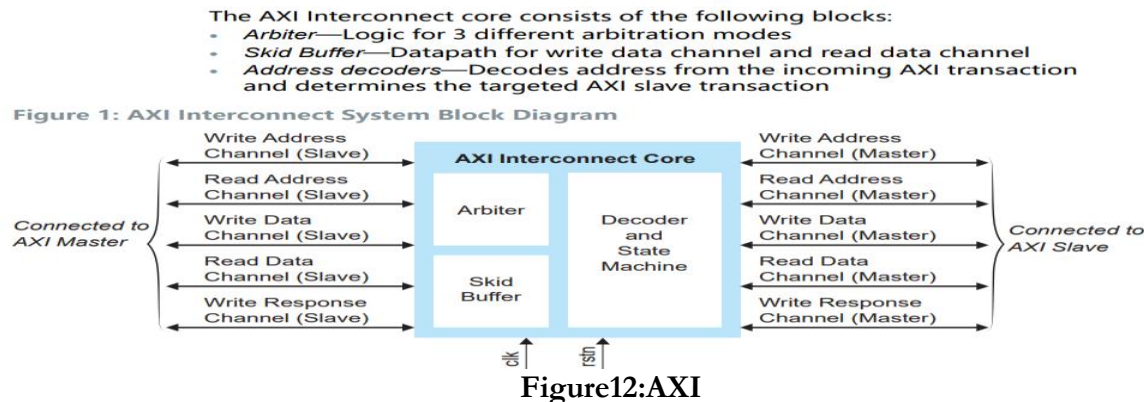 The AXI Interconnect core consists of the following blocks:
• Arbiter—Logic for 3 different arbitration modes
• Skid Buffer—Datapath for write data channel and read data channel
• Address decoders—Decodes address from the incoming AXI transaction
and determines the targeted AXI slave transaction
Figure 1: AXI Interconnect System Block Diagram
Connected to
AXI Master
Write Address
Channel (Slave)
Read Address
Channel (Slave)
Write Data
Channel (Slave)
Read Data
Channel (Slave)
Write Response
Channel (Slave)
AXI Interconnect Core
Arbiter
Skid
Buffer
Decoder
and
State
Machine
clk
rstn
Write Address
Channel (Master)
Read Address
Channel (Master)
Write Data
Channel (Master)
Read Data
Channel (Master)
Write Response
Channel (Master)
Connected to
AXI Slave
Figure12:AXI